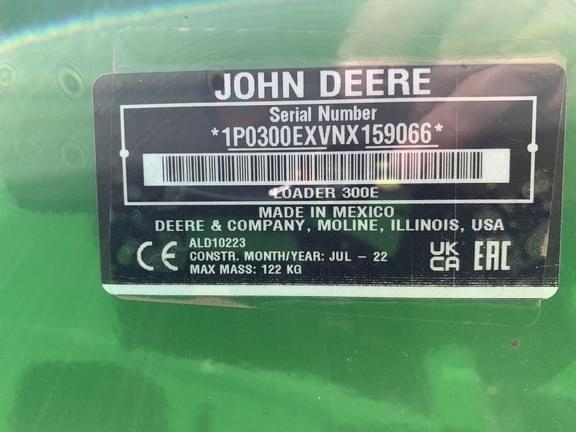 JOHN DEERE
Serial Number
*1P0300EXVNX159066*
LOADER 300E
MADE IN MEXICO
DEERE & COMPANY, MOLINE, ILLINOIS, USA
ALD10223
CONSTR. MONTH/YEAR: JUL - 22
MAX MASS: 122 KG
CE
UK
CA
EAC